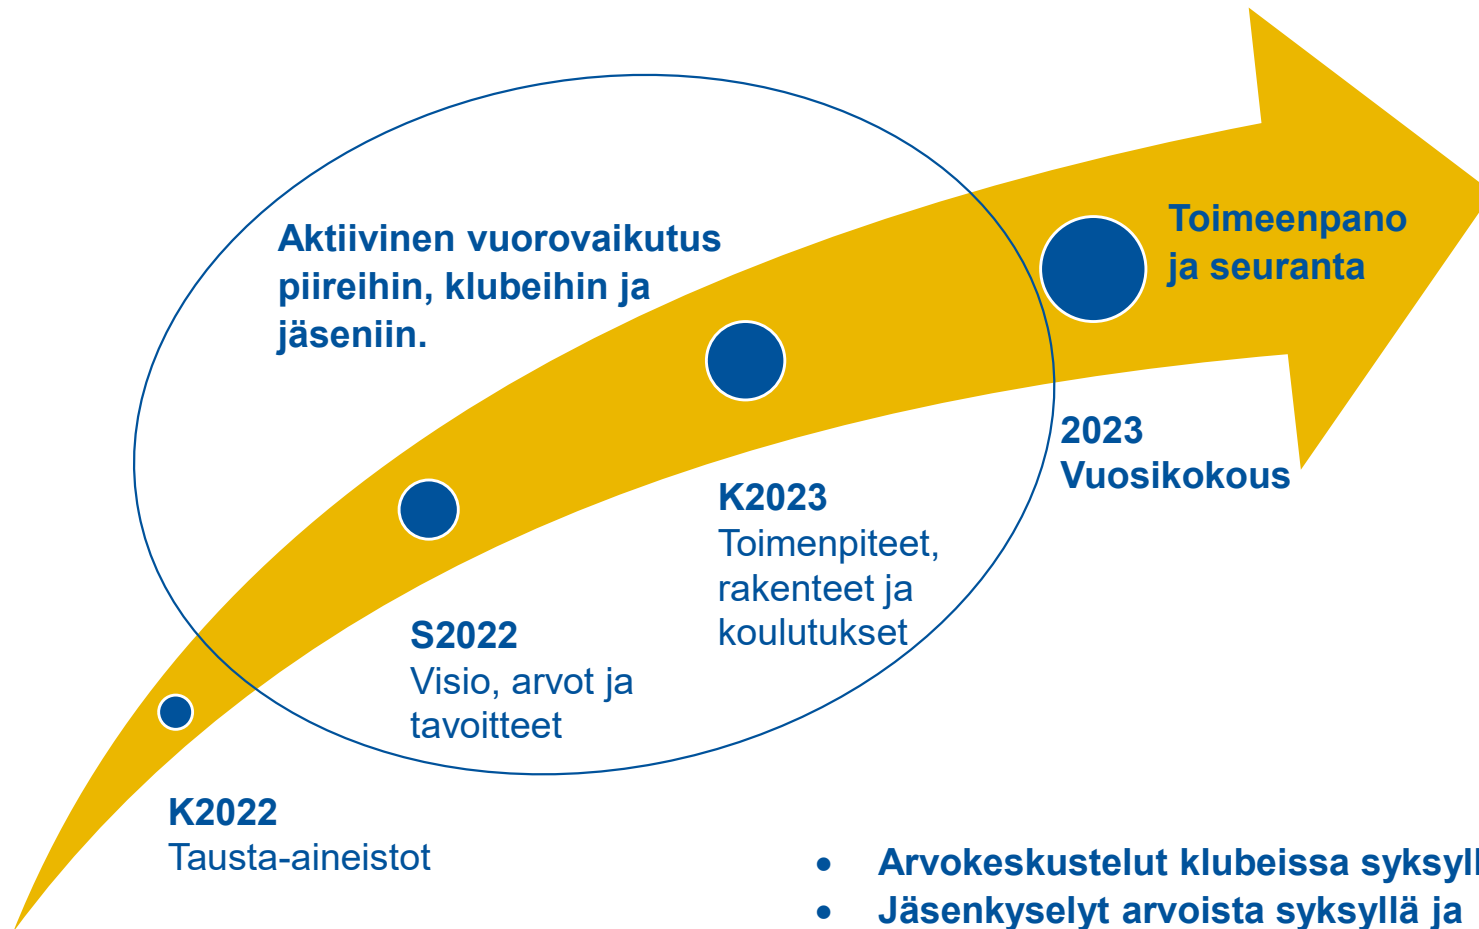 Aktiivinen vuorovaikutus
piireihin, klubeihin ja
jäseniin.
Toimeenpano
ja seuranta
2023
Vuosikokous
K2023
Toimenpiteet,
rakenteet ja
koulutukset
S2022
Visio, arvot ja
tavoitteet
K2022
Tausta-aineistot
• Arvokeskustelut klubeissa
• Jäsenkyselyt arvoista syksyllä ja